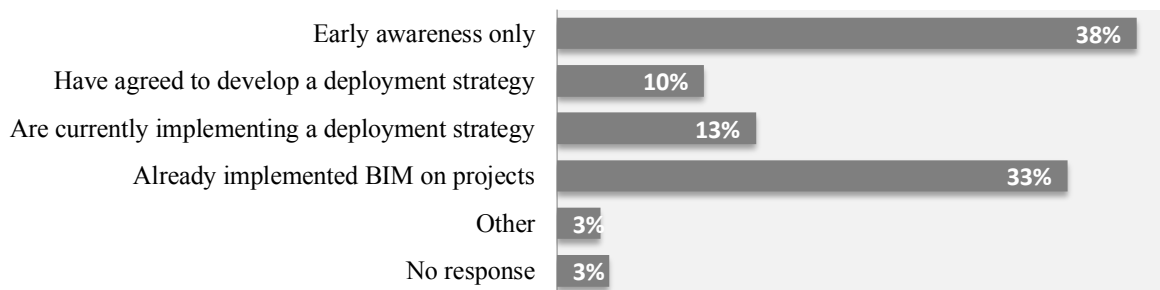 Early awareness only 38%
Have agreed to develop a deployment strategy 10%
Are currently implementing a deployment strategy 13%
Already implemented BIM on projects 33%
Other 3%
No response 3%